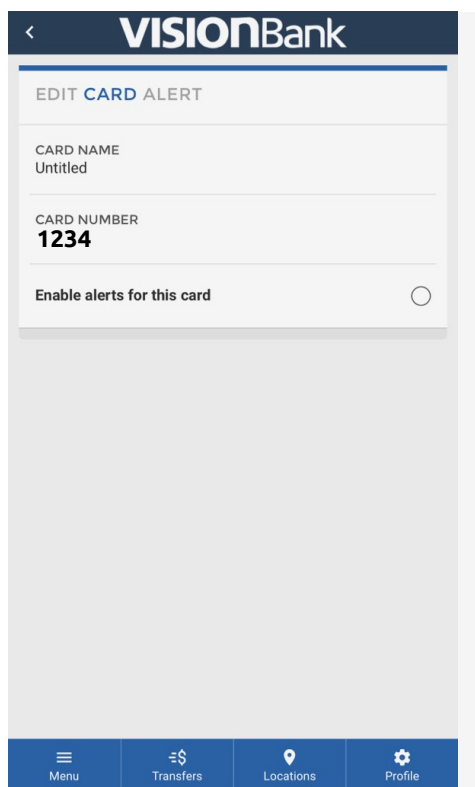 VISIONBank
EDIT CARD ALERT
CARD NAME
Untitled
CARD NUMBER
1234
Enable alerts for this card
Menu
Transfers
Locations
Profile